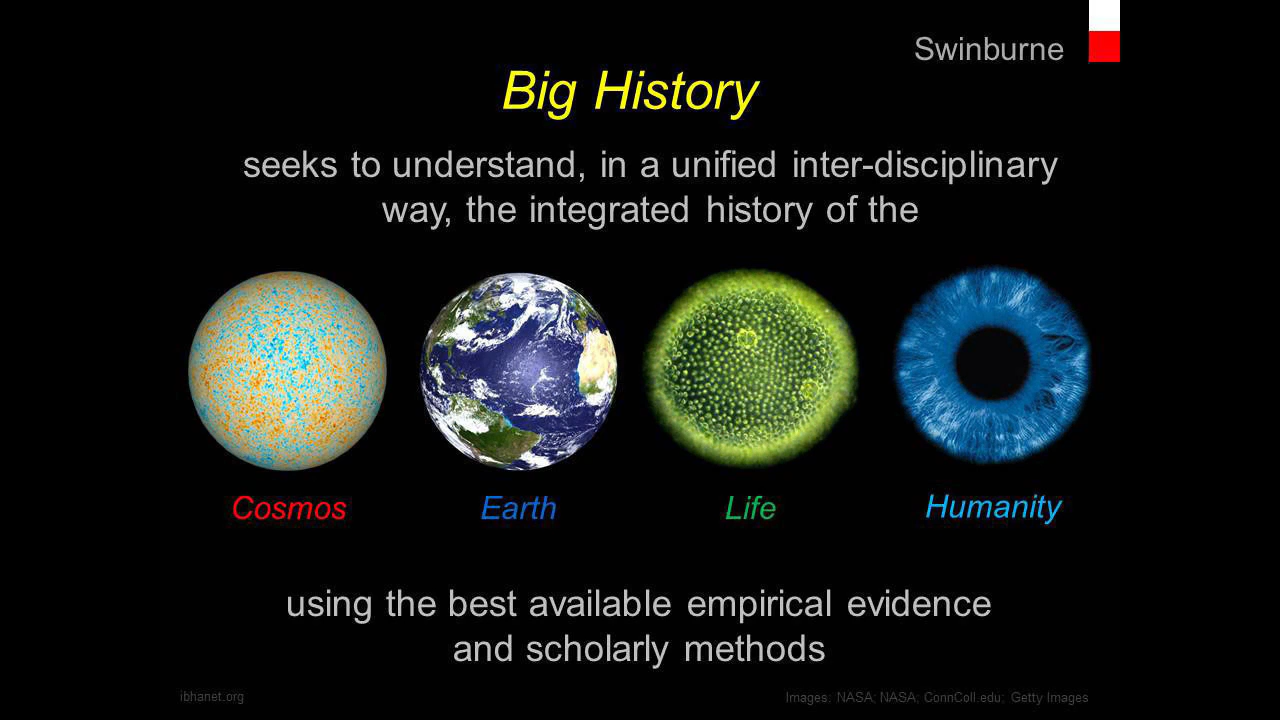 Swinburne
Big History
seeks to understand, in a unified inter-disciplinary
way, the integrated history of the
Cosmos
Earth
Life
Humanity
using the best available empirical evidence
and scholarly methods
ibhanet.org
Images: NASA; NASA; ConnColl.edu; Getty Images